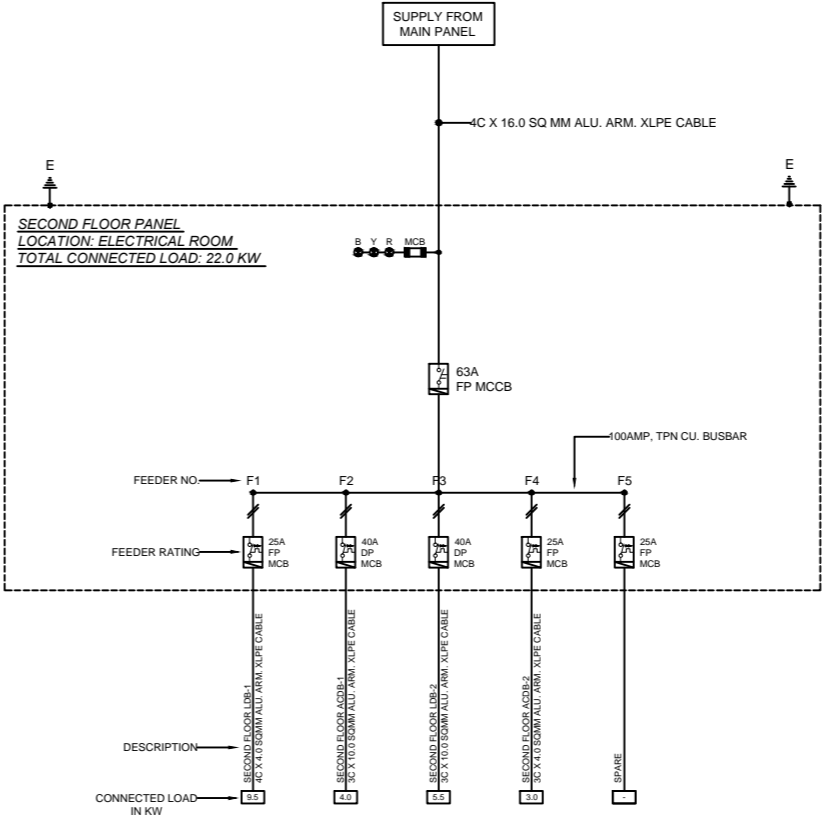 SUPPLY FROM
MAIN PANEL
4C X 16.0 SQ MM ALU. ARM. XLPE CABLE
E
E
SECOND FLOOR PANEL
LOCATION: ELECTRICAL ROOM
TOTAL CONNECTED LOAD: 22.0 KW
B Y R MCB
63A
FP MCCB
100AMP, TPN CU. BUSBAR
FEEDER NO.
F1
F2
F3
F4
F5
FEEDER RATING
25A
FP
MCB
40A
DP
MCB
40A
DP
MCB
25A
FP
MCB
25A
FP
MCB
DESCRIPTION
SECOND FLOOR LDB-1
4C X 4.0 SQMM ALU. ARM. XLPE CABLE
SECOND FLOOR ACDB-1
3C X 10.0 SQMM ALU. ARM. XLPE CABLE
SECOND FLOOR LDB-2
3C X 10.0 SQMM ALU. ARM. XLPE CABLE
SECOND FLOOR ACDB-2
3C X 4.0 SQMM ALU. ARM. XLPE CABLE
SPARE
CONNECTED LOAD
IN KW
9.5
4.0
5.5
3.0
-